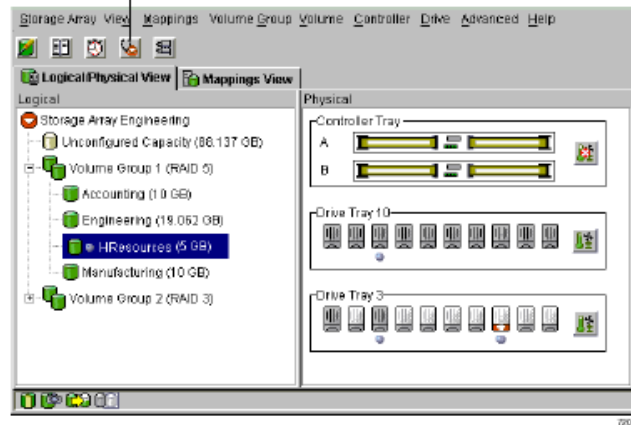 Storage Array View Mappings Volume Group Volume Controller Drive Advanced Help
Logical/Physical View Mappings View
Logical
Storage Array Engineering
Unconfigured Capacity (88.137 GB)
Volume Group 1 (RAID 5)
Accounting (10 GB)
Engineering (19.062 GB)
HResources (5 GB)
Manufacturing (10 GB)
Volume Group 2 (RAID 3)
Physical
Controller Tray
A
B
Drive Tray 10
Drive Tray 3